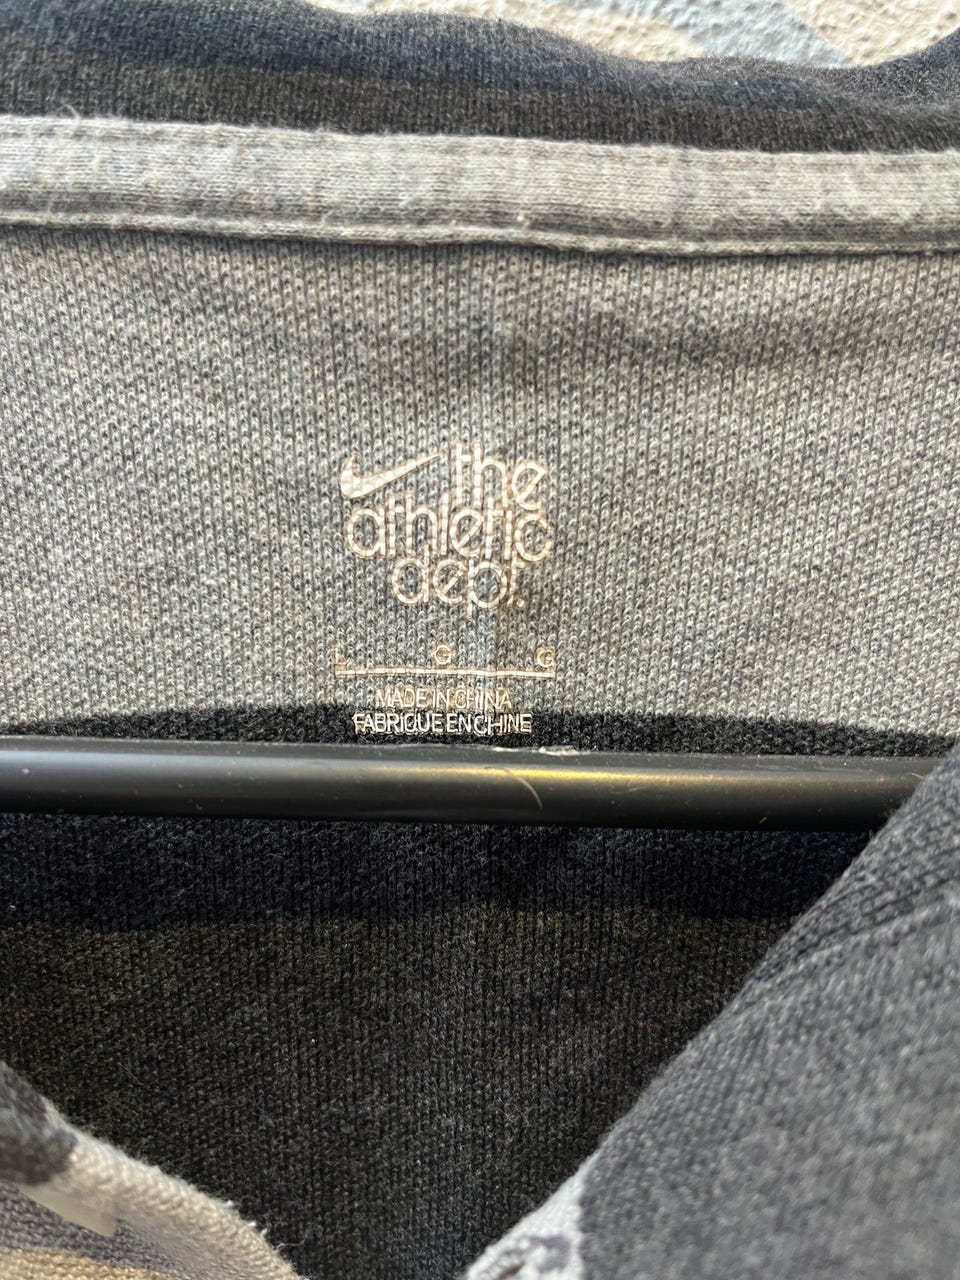 the
athletic
dept.
L G G
MADE IN CHINA
FABRIQUE EN CHINE